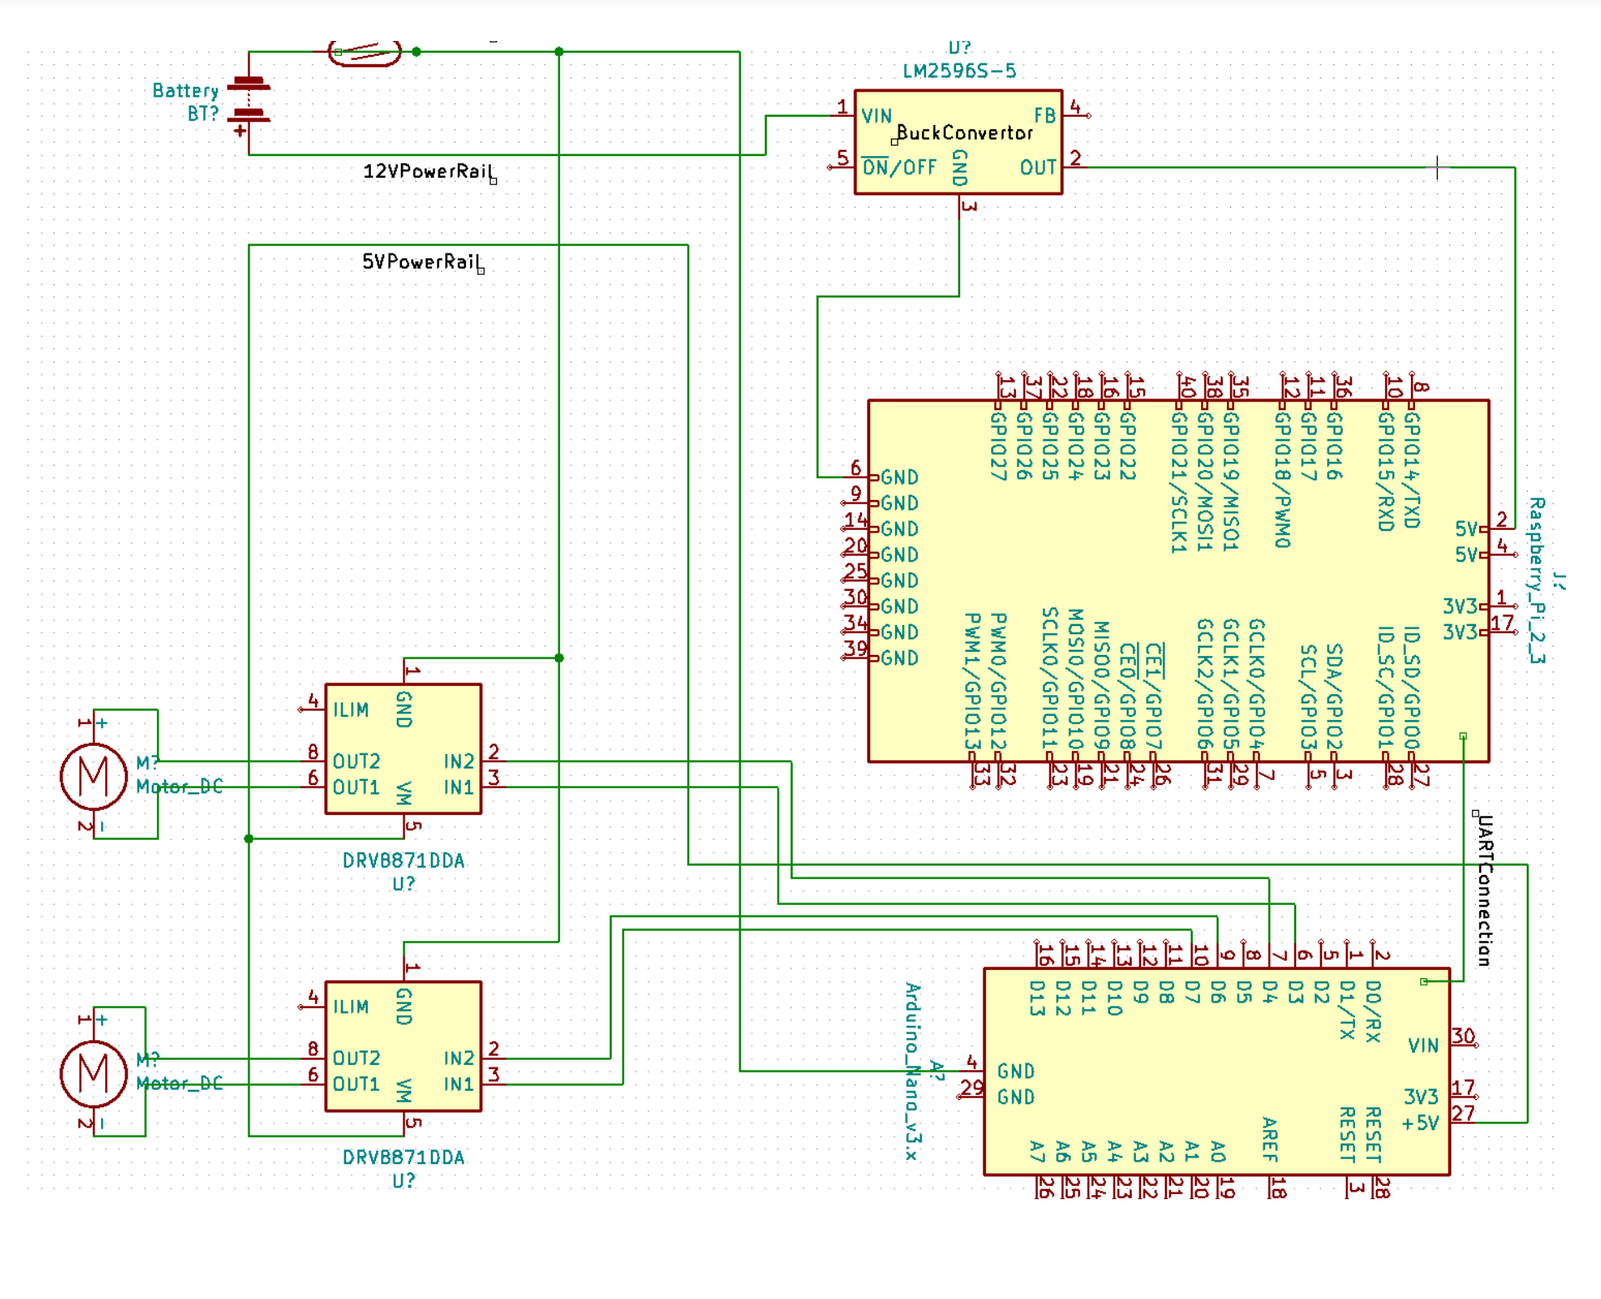 U?
LM2596S-5
Battery
BT?
+
12VPowerRail
1
VIN
FB
4
BuckConvertor
5
ON/OFF
GND
OUT
2
3
5VPowerRail
13
37
22
18
16
15
40
38
35
12
11
36
10
8
GPIO27
GPIO26
GPIO25
GPIO24
GPIO23
GPIO22
GPIO21/SCLK1
GPIO20/MOSI1
GPIO19/MISO1
GPIO18/PWM0
GPIO17
GPIO16
GPIO15/RXD
GPIO14/TXD
6
GND
9
GND
14
GND
20
GND
25
GND
30
GND
34
GND
39
GND
5V
2
5V
4
3V3
1
3V3
17
Raspberry_Pi_2_3
J?
PWM1/GPIO13
PWM0/GPIO12
SCLK0/GPIO11
MOSI0/GPIO10
MISO0/GPIO9
CE0/GPIO8
CE1/GPIO7
GCLK2/GPIO6
GCLK1/GPIO5
GCLK0/GPIO4
SCL/GPIO3
SDA/GPIO2
ID_SC/GPIO1
ID_SD/GPIO0
33
32
23
19
21
24
26
31
29
7
5
3
28
27
UARTConnection
1
4
ILIM
GND
8
OUT2
IN2
2
6
OUT1
IN1
3
VM
5
DRV8871DDA
U?
1
+
M
M?
Motor_DC
2
-
1
4
ILIM
GND
8
OUT2
IN2
2
6
OUT1
IN1
3
VM
5
DRV8871DDA
U?
1
+
M
M?
Motor_DC
2
-
16
15
14
13
12
11
10
9
8
7
6
5
1
2
D13
D12
D11
D10
D9
D8
D7
D6
D5
D4
D3
D2
D1/TX
D0/RX
Arduino_Nano_v3.x
A?
4
GND
29
GND
VIN
30
3V3
17
+5V
27
A7
A6
A5
A4
A3
A2
A1
A0
AREF
RESET
RESET
26
25
24
23
22
21
20
19
18
3
28